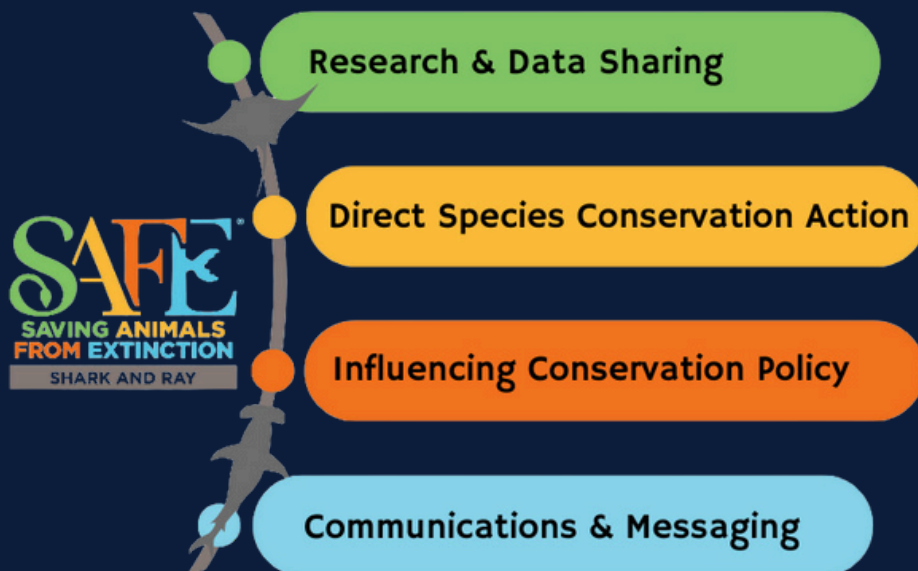 Research & Data Sharing
Direct Species Conservation Action
SAFE®
SAVING ANIMALS
FROM EXTINCTION
SHARK AND RAY
Influencing Conservation Policy
Communications & Messaging